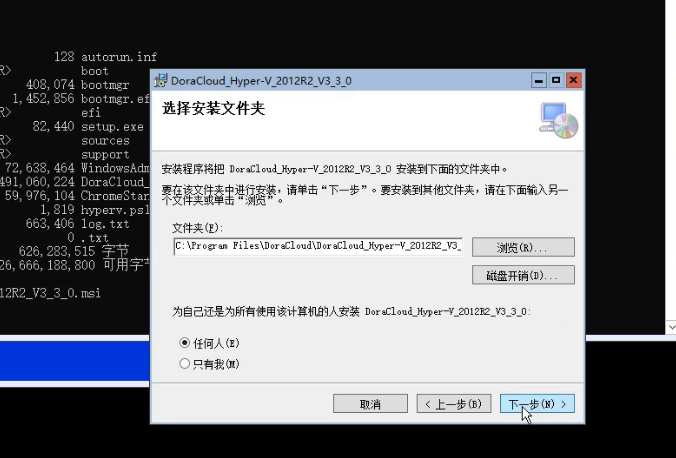 128 autorun.inf
R> boot
408,074 bootmgr
1,452,856 bootmgr.ef
R> efi
82,440 setup.exe
R> sources
R> support
72,638,464 WindowsAdm
491,060,224 DoraCloud_
59,976,104 ChromeStan
1,819 hyperv.ps1
663,406 log.txt
0 .txt
626,283,515 字节
26,666,188,800 可用字节
12R2_V3_3_0.msi
DoraCloud_Hyper-V_2012R2_V3_3_0
选择安装文件夹
安装程序将把 DoraCloud_Hyper-V_2012R2_V3_3_0 安装到下面的文件夹中。
要在该文件夹中进行安装，请单击“下一步”。要安装到其他文件夹，请在下面输入另一
个文件夹或单击“浏览”。
文件夹(F):
C:\Program Files\DoraCloud\DoraCloud_Hyper-V_2012R2_V3_
浏览(R)...
磁盘开销(D)...
为自己还是为所有使用该计算机的人安装 DoraCloud_Hyper-V_2012R2_V3_3_0:
任何人(E)
只有我(M)
取消
< 上一步(B)
下一步(N) >